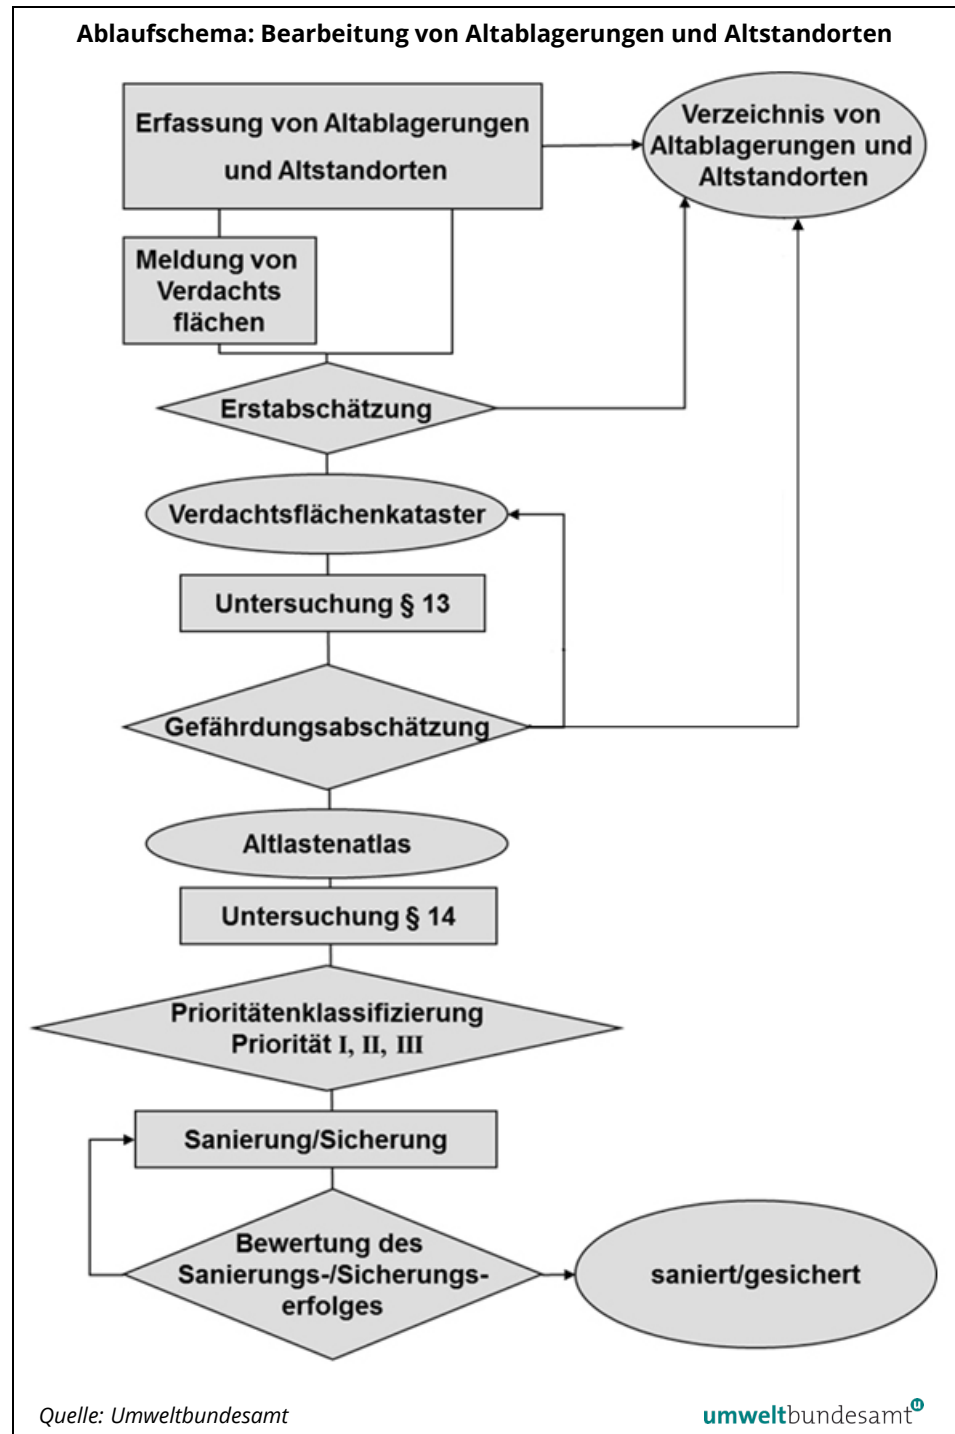 Ablaufschema: Bearbeitung von Altablagerungen und Altstandorten
Erfassung von Altablagerungen
und Altstandorten
Verzeichnis von
Altablagerungen und
Altstandorten
Meldung von
Verdachts
flächen
Erstabschätzung
Verdachtsflächenkataster
Untersuchung § 13
Gefährdungsabschätzung
Altlastenatlas
Untersuchung § 14
Prioritätenklassifizierung
Priorität I, II, III
Sanierung/Sicherung
Bewertung des
Sanierungs-/Sicherungs-
erfolges
saniert/gesichert
Quelle: Umweltbundesamt
umweltbundesamt u